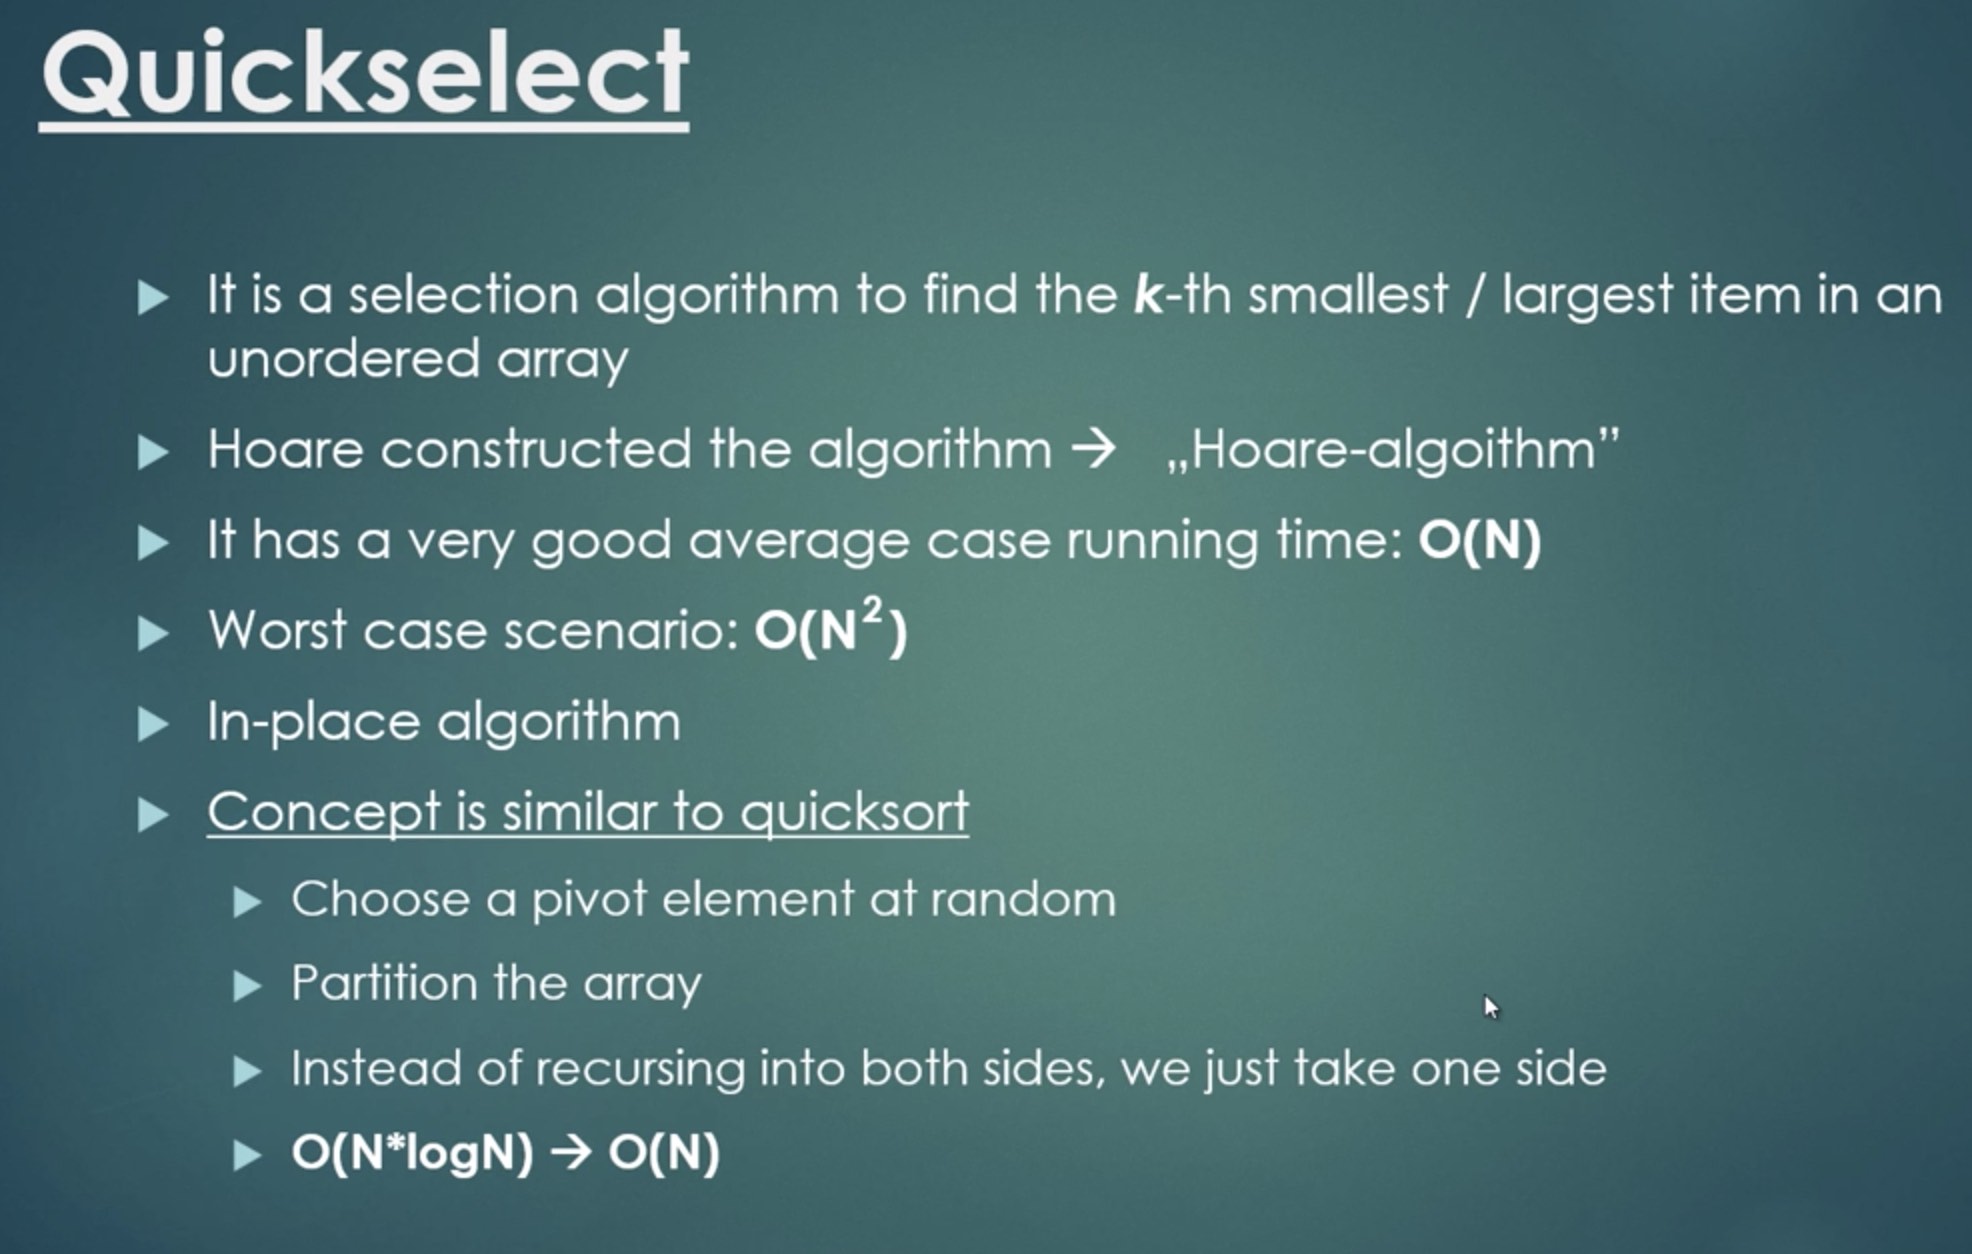 Quickselect
It is a selection algorithm to find the k-th smallest / largest item in an
unordered array
Hoare constructed the algorithm → „Hoare-algoithm”
It has a very good average case running time: O(N)
Worst case scenario: O(N²)
In-place algorithm
Concept is similar to quicksort
Choose a pivot element at random
Partition the array
Instead of recursing into both sides, we just take one side
O(N*logN) → O(N)